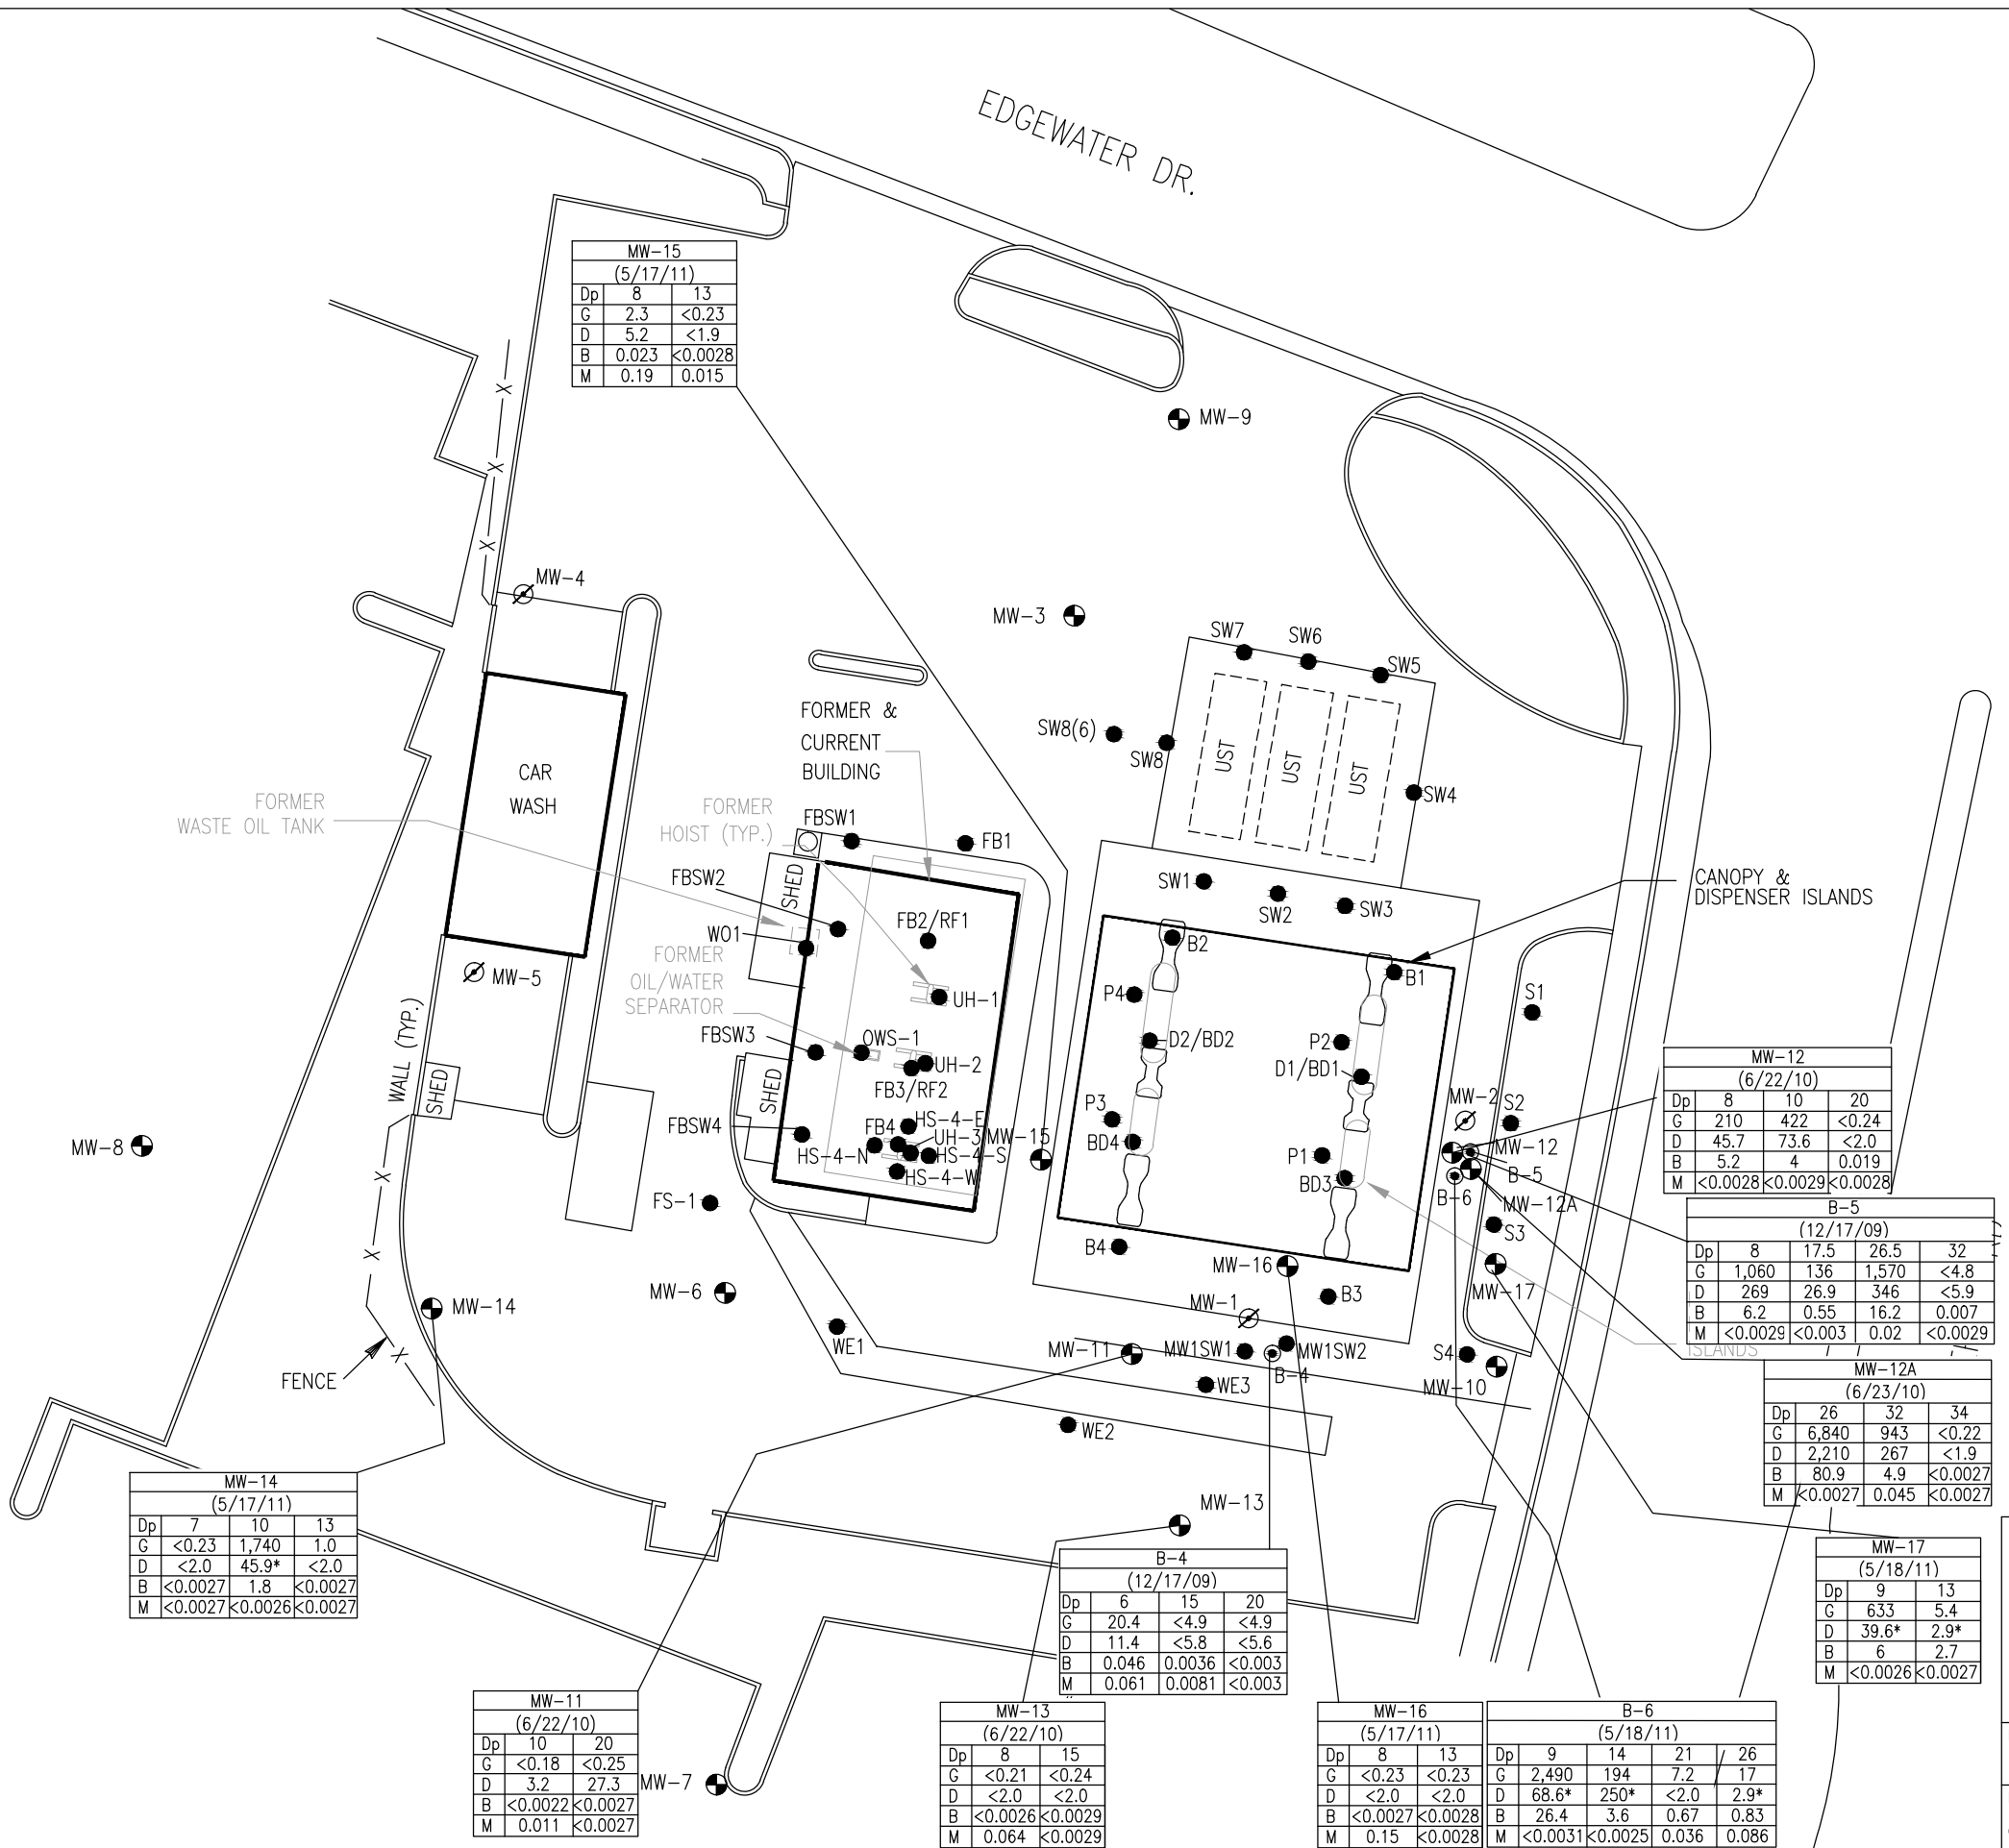 EDGEWATER DR.
MW-15
(5/17/11)
Dp 8 13
G 2.3 <0.23
D 5.2 <1.9
B 0.023 <0.0028
M 0.19 0.015
X
X
X
MW-9
MW-4
MW-3
SW7
SW6
SW5
SW8(6)
SW8
UST
UST
UST
SW4
FORMER &
CURRENT
BUILDING
CAR
WASH
FORMER
WASTE OIL TANK
FORMER
HOIST (TYP.)
FBSW1
FB1
SHED
FBSW2
WO1
FB2/RF1
SW1
SW2
SW3
CANOPY &
DISPENSER ISLANDS
MW-5
FORMER
OIL/WATER
SEPARATOR
UH-1
B2
B1
P4
D2/BD2
P2
D1/BD1
S1
FBSW3
OWS-1
UH-2
FB3/RF2
WALL (TYP.)
SHED
SHED
FBSW4
FB4
HS-4-E
UH-3
MW-15
HS-4-N
HS-4-S
HS-4-W
P3
BD4
P1
BD3
MW-2
S2
MW-12
B-5
B-6
MW-12A
S3
MW-8
X
X
X
FS-1
B4
MW-16
MW-17
MW-6
MW-1
B3
MW-14
WE1
MW-11
MW1SW1
MW1SW2
B-4
S4
MW-10
ISLANDS
FENCE
WE3
WE2
MW-13
MW-7
MW-12
(6/22/10)
Dp 8 10 20
G 210 422 <0.24
D 45.7 73.6 <2.0
B 5.2 4 0.019
M <0.0028 <0.0029 <0.0028
B-5
(12/17/09)
Dp 8 17.5 26.5 32
G 1,060 136 1,570 <4.8
D 269 26.9 346 <5.9
B 6.2 0.55 16.2 0.007
M <0.0029 <0.003 0.02 <0.0029
MW-12A
(6/23/10)
Dp 26 32 34
G 6,840 943 <0.22
D 2,210 267 <1.9
B 80.9 4.9 <0.0027
M <0.0027 0.045 <0.0027
MW-14
(5/17/11)
Dp 7 10 13
G <0.23 1,740 1.0
D <2.0 45.9* <2.0
B <0.0027 1.8 <0.0027
M <0.0027 <0.0026 <0.0027
B-4
(12/17/09)
Dp 6 15 20
G 20.4 <4.9 <4.9
D 11.4 <5.8 <5.6
B 0.046 0.0036 <0.003
M 0.061 0.0081 <0.003
MW-17
(5/18/11)
Dp 9 13
G 633 5.4
D 39.6* 2.9*
B 6 2.7
M <0.0026 <0.0027
MW-11
(6/22/10)
Dp 10 20
G <0.18 <0.25
D 3.2 27.3
B <0.0022 <0.0027
M 0.011 <0.0027
MW-13
(6/22/10)
Dp 8 15
G <0.21 <0.24
D <2.0 <2.0
B <0.0026 <0.0029
M 0.064 <0.0029
MW-16
(5/17/11)
Dp 8 13
G <0.23 <0.23
D <2.0 <2.0
B <0.0027 <0.0028
M 0.15 <0.0028
B-6
(5/18/11)
Dp 9 14 21 26
G 2,490 194 7.2 17
D 68.6* 250* <2.0 2.9*
B 26.4 3.6 0.67 0.83
M <0.0031 <0.0025 0.036 0.086